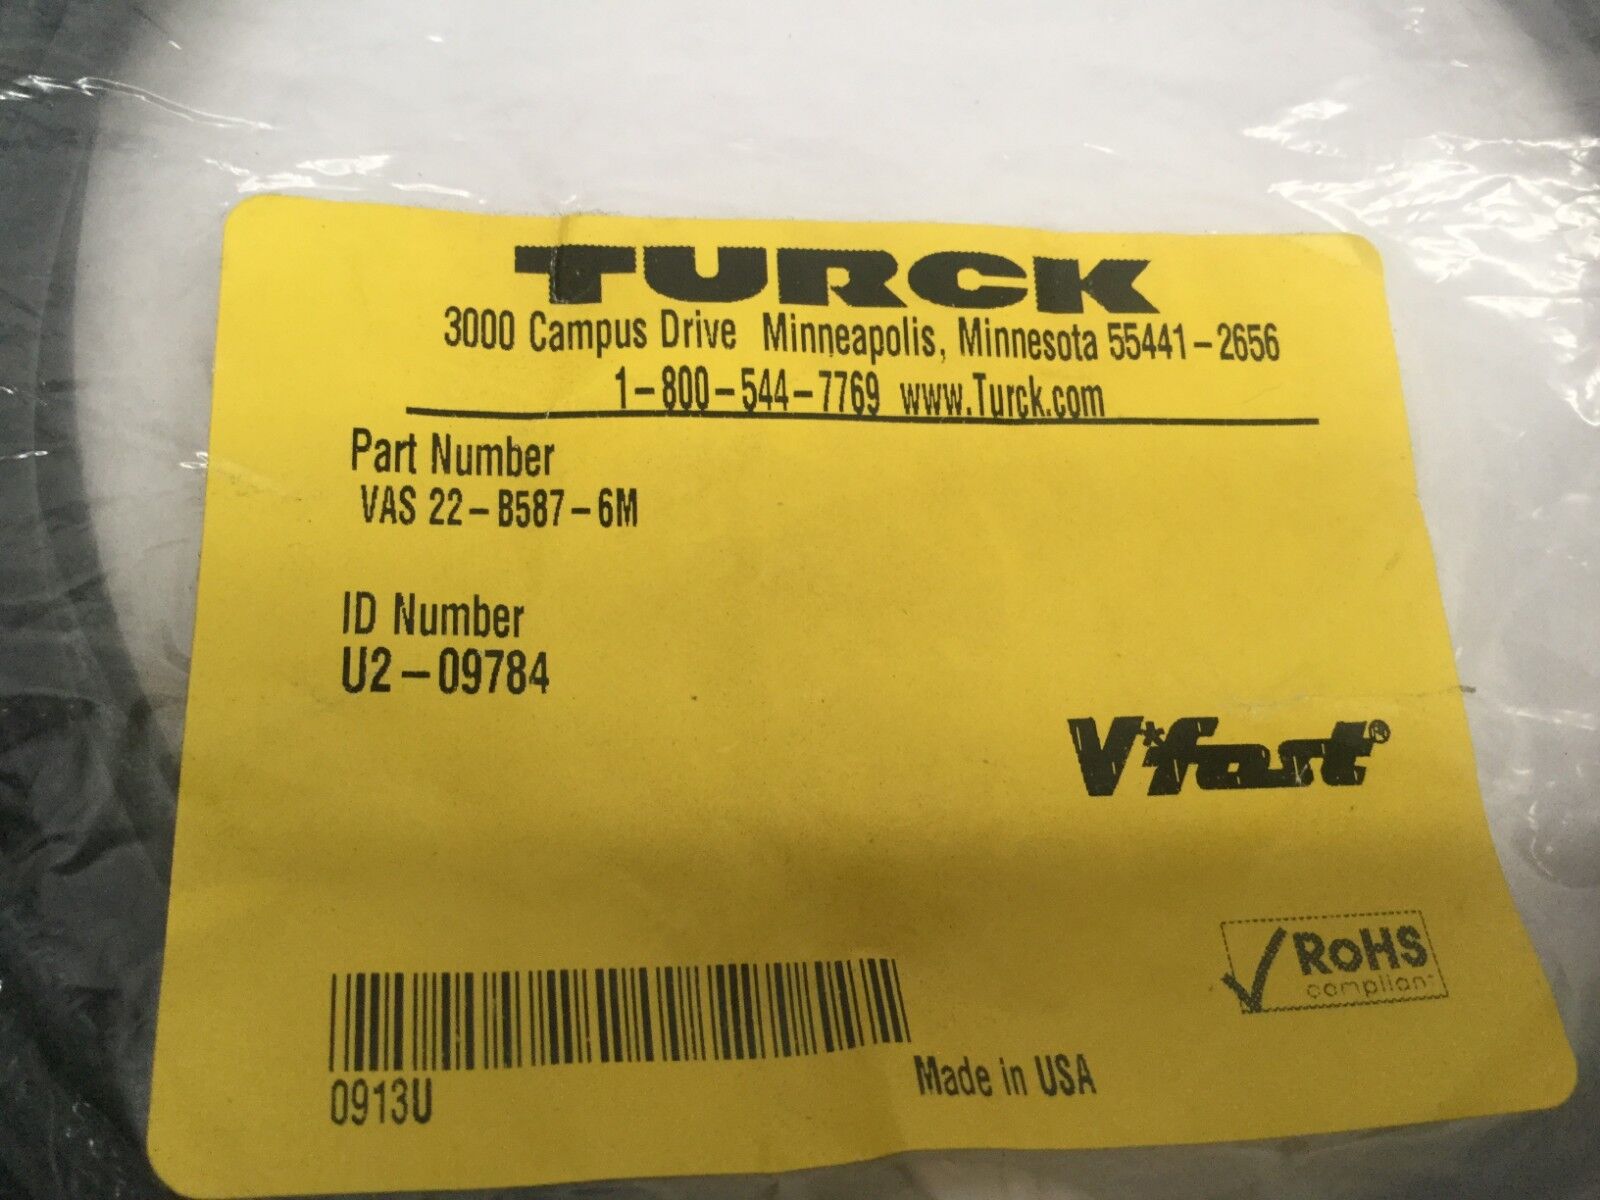 TURCK
3000 Campus Drive Minneapolis, Minnesota 55441-2656
1-800-544-7769 www.Turck.com
Part Number
VAS 22-B587-6M
ID Number
U2-09784
V*fast®
RoHS
compliant
0913U
Made in USA